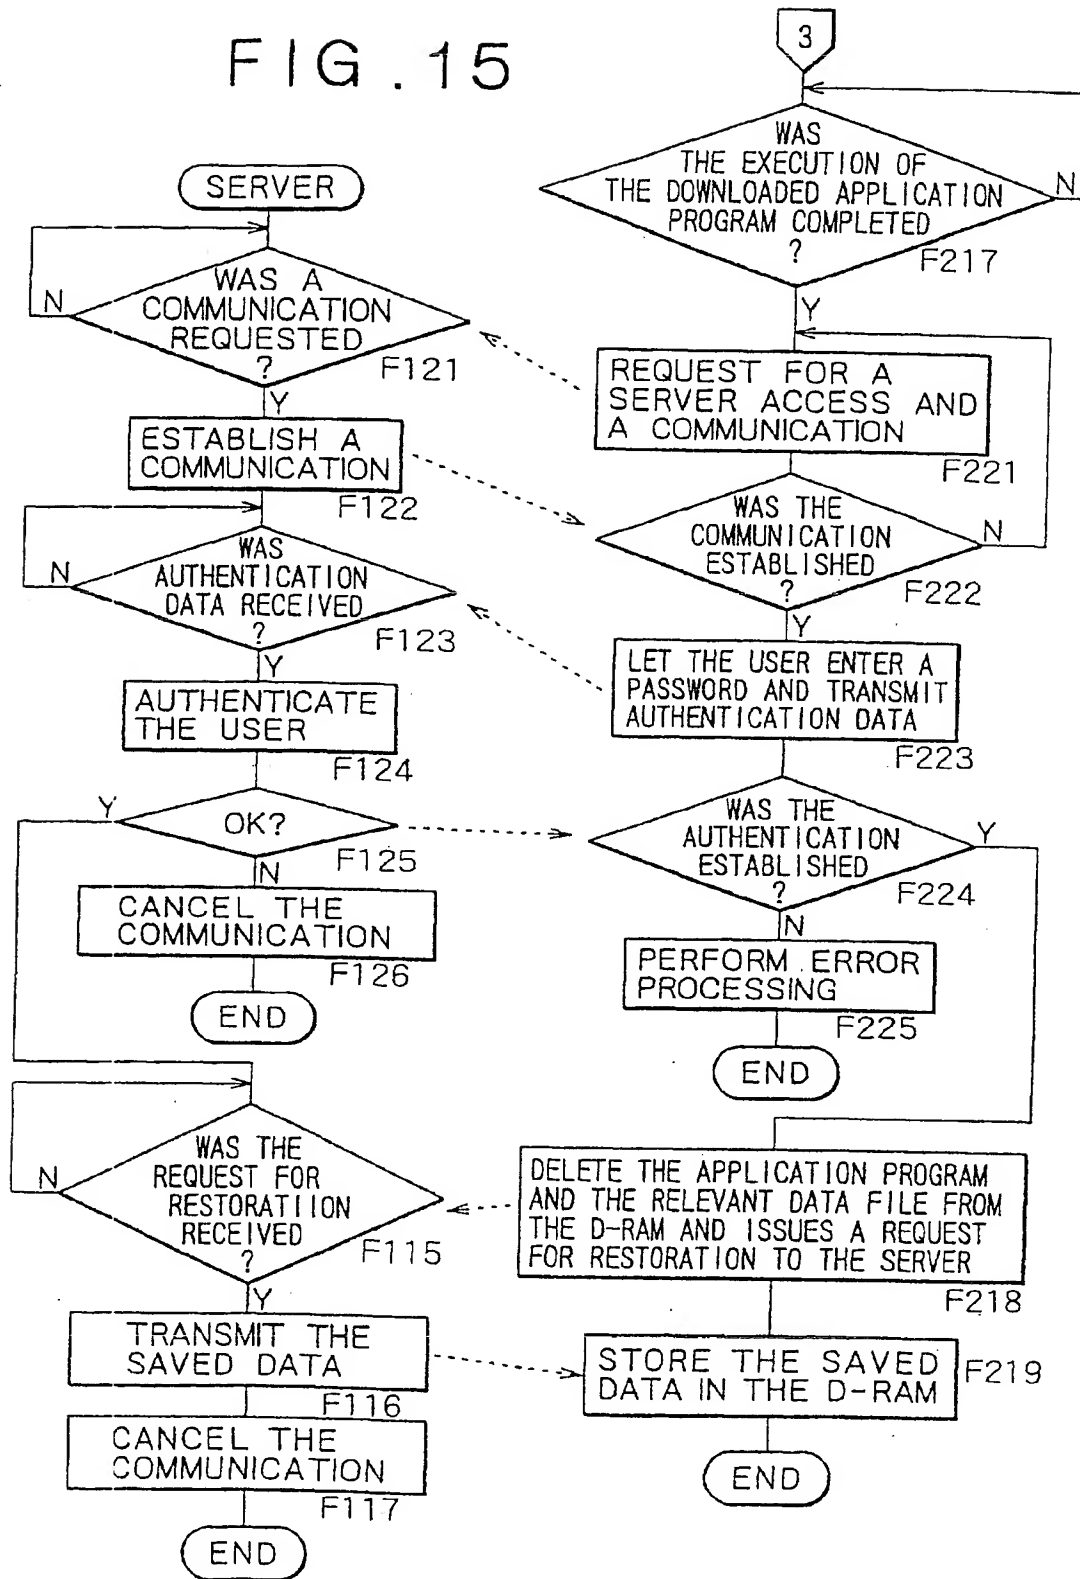 FIG.15
SERVER
WAS A
COMMUNICATION
REQUESTED
?
F121
N
Y
ESTABLISH A
COMMUNICATION
F122
WAS
AUTHENTICATION
DATA RECEIVED
?
F123
N
Y
AUTHENTICATE
THE USER
F124
Y
OK?
F125
N
CANCEL THE
COMMUNICATION
F126
END
WAS THE
REQUEST FOR
RESTORATIION
RECEIVED
?
F115
N
Y
TRANSMIT THE
SAVED DATA
F116
CANCEL THE
COMMUNICATION
F117
END
3
WAS
THE EXECUTION OF
THE DOWNLOADED APPLICATION
PROGRAM COMPLETED
?
F217
N
Y
REQUEST FOR A
SERVER ACCESS AND
A COMMUNICATION
F221
WAS THE
COMMUNICATION
ESTABLISHED
?
F222
N
Y
LET THE USER ENTER A
PASSWORD AND TRANSMIT
AUTHENTICATION DATA
F223
WAS THE
AUTHENTICATION
ESTABLISHED
?
F224
Y
N
PERFORM ERROR
PROCESSING
F225
END
DELETE THE APPLICATION PROGRAM
AND THE RELEVANT DATA FILE FROM
THE D-RAM AND ISSUES A REQUEST
FOR RESTORATION TO THE SERVER
F218
STORE THE SAVED
DATA IN THE D-RAM
F219
END